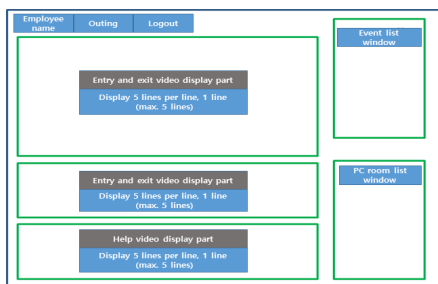 Employee
name
Outing
Logout
Entry and exit video display part
Display 5 lines per line, 1 line
(max. 5 lines)
Entry and exit video display part
Display 5 lines per line, 1 line
(max. 5 lines)
Help video display part
Display 5 lines per line, 1 line
(max. 5 lines)
Event list
window
PC room list
window